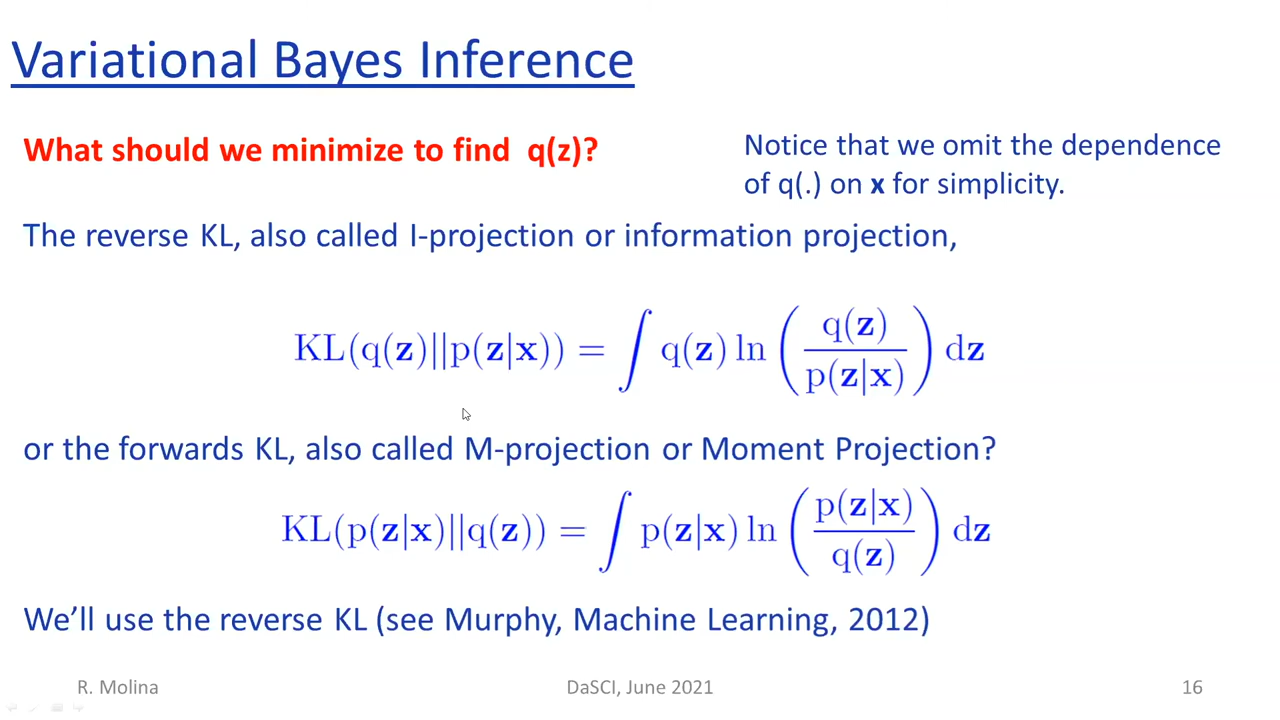 Variational Bayes Inference
What should we minimize to find q(z)?
Notice that we omit the dependence
of q(.) on x for simplicity.
The reverse KL, also called I-projection or information projection,
KL(q(z)||p(z|x)) = ∫ q(z) ln ( q(z) / p(z|x) ) dz
or the forwards KL, also called M-projection or Moment Projection?
KL(p(z|x)||q(z)) = ∫ p(z|x) ln ( p(z|x) / q(z) ) dz
We’ll use the reverse KL (see Murphy, Machine Learning, 2012)
R. Molina
DaSCI, June 2021
16